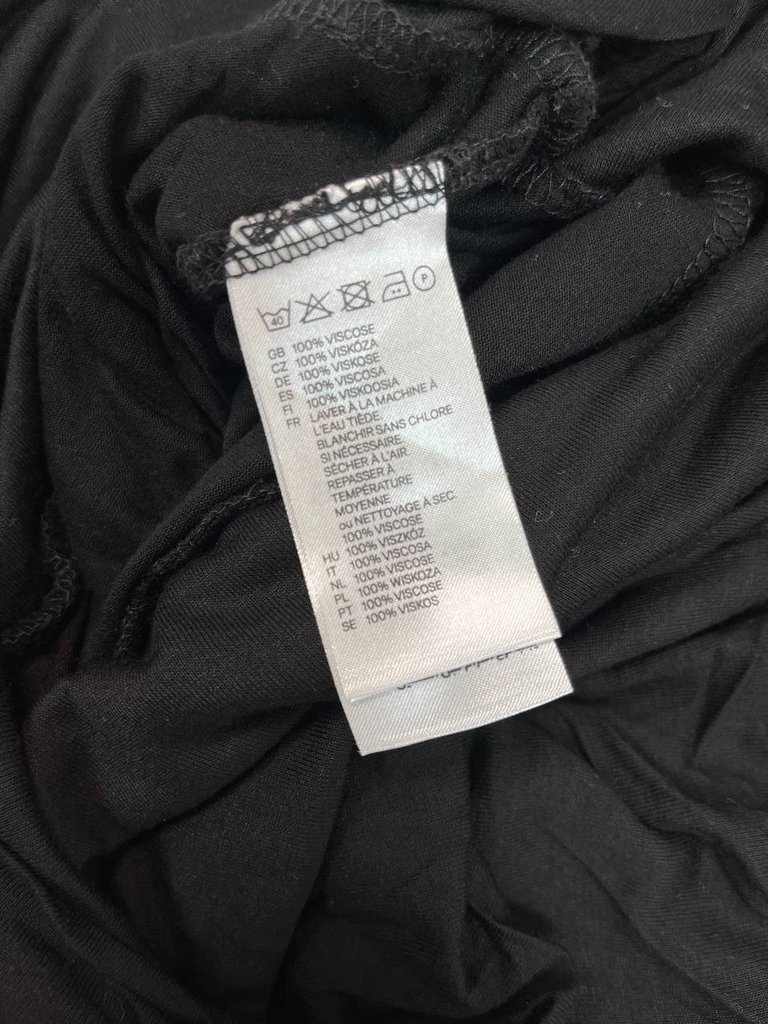 40 P
GB 100% VISCOSE
CZ 100% VISKÓZA
DE 100% VISKOSE
ES 100% VISCOSA
FI 100% VISKOOSIA
FR LAVER À LA MACHINE À
L'EAU TIÈDE.
BLANCHIR SANS CHLORE
SI NÉCESSAIRE.
SÉCHER À L'AIR
REPASSER À
TEMPÉRATURE
MOYENNE
OU NETTOYAGE À SEC.
100% VISCOSE
HU 100% VISZKÓZ
IT 100% VISCOSA
NL 100% VISCOSE
PL 100% WISKOZA
PT 100% VISCOSE
SE 100% VISKOS